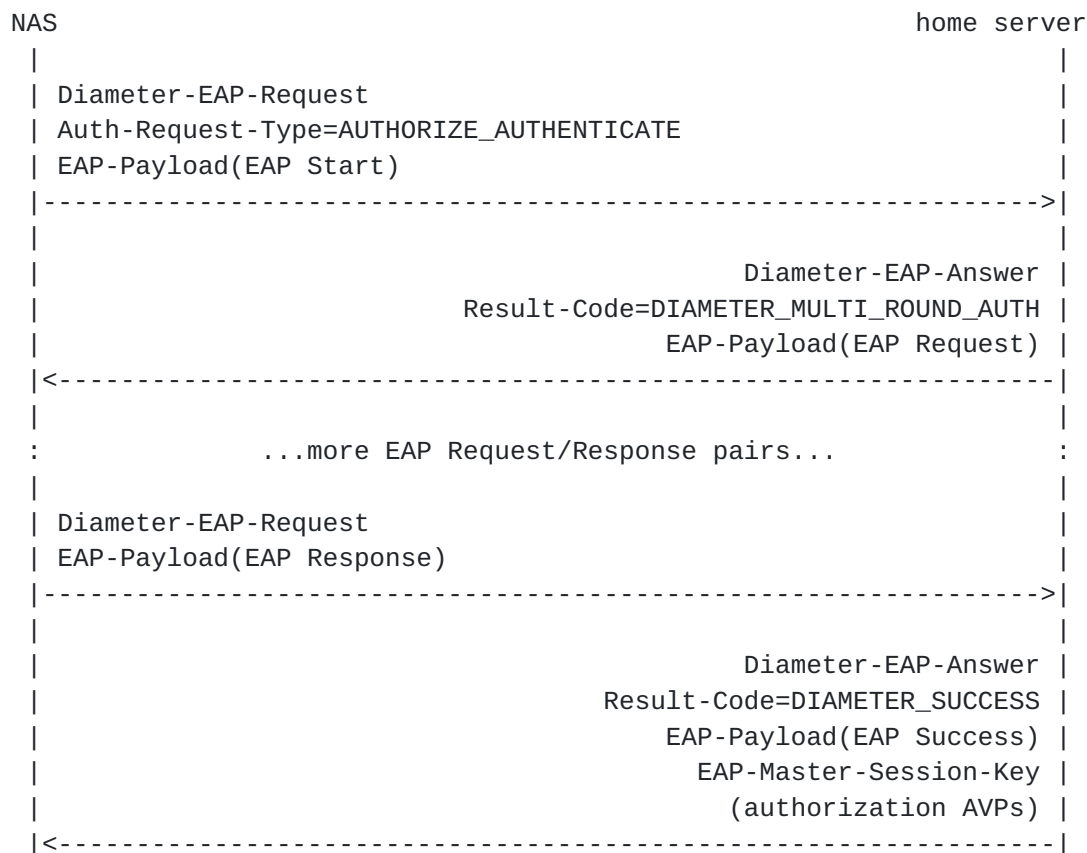 NAS home server
Diameter-EAP-Request
Auth-Request-Type=AUTHORIZE_AUTHENTICATE
EAP-Payload(EAP Start)
Diameter-EAP-Answer
Result-Code=DIAMETER_MULTI_ROUND_AUTH
EAP-Payload(EAP Request)
...more EAP Request/Response pairs...
Diameter-EAP-Request
EAP-Payload(EAP Response)
Diameter-EAP-Answer
Result-Code=DIAMETER_SUCCESS
EAP-Payload(EAP Success)
EAP-Master-Session-Key
(authorization AVPs)